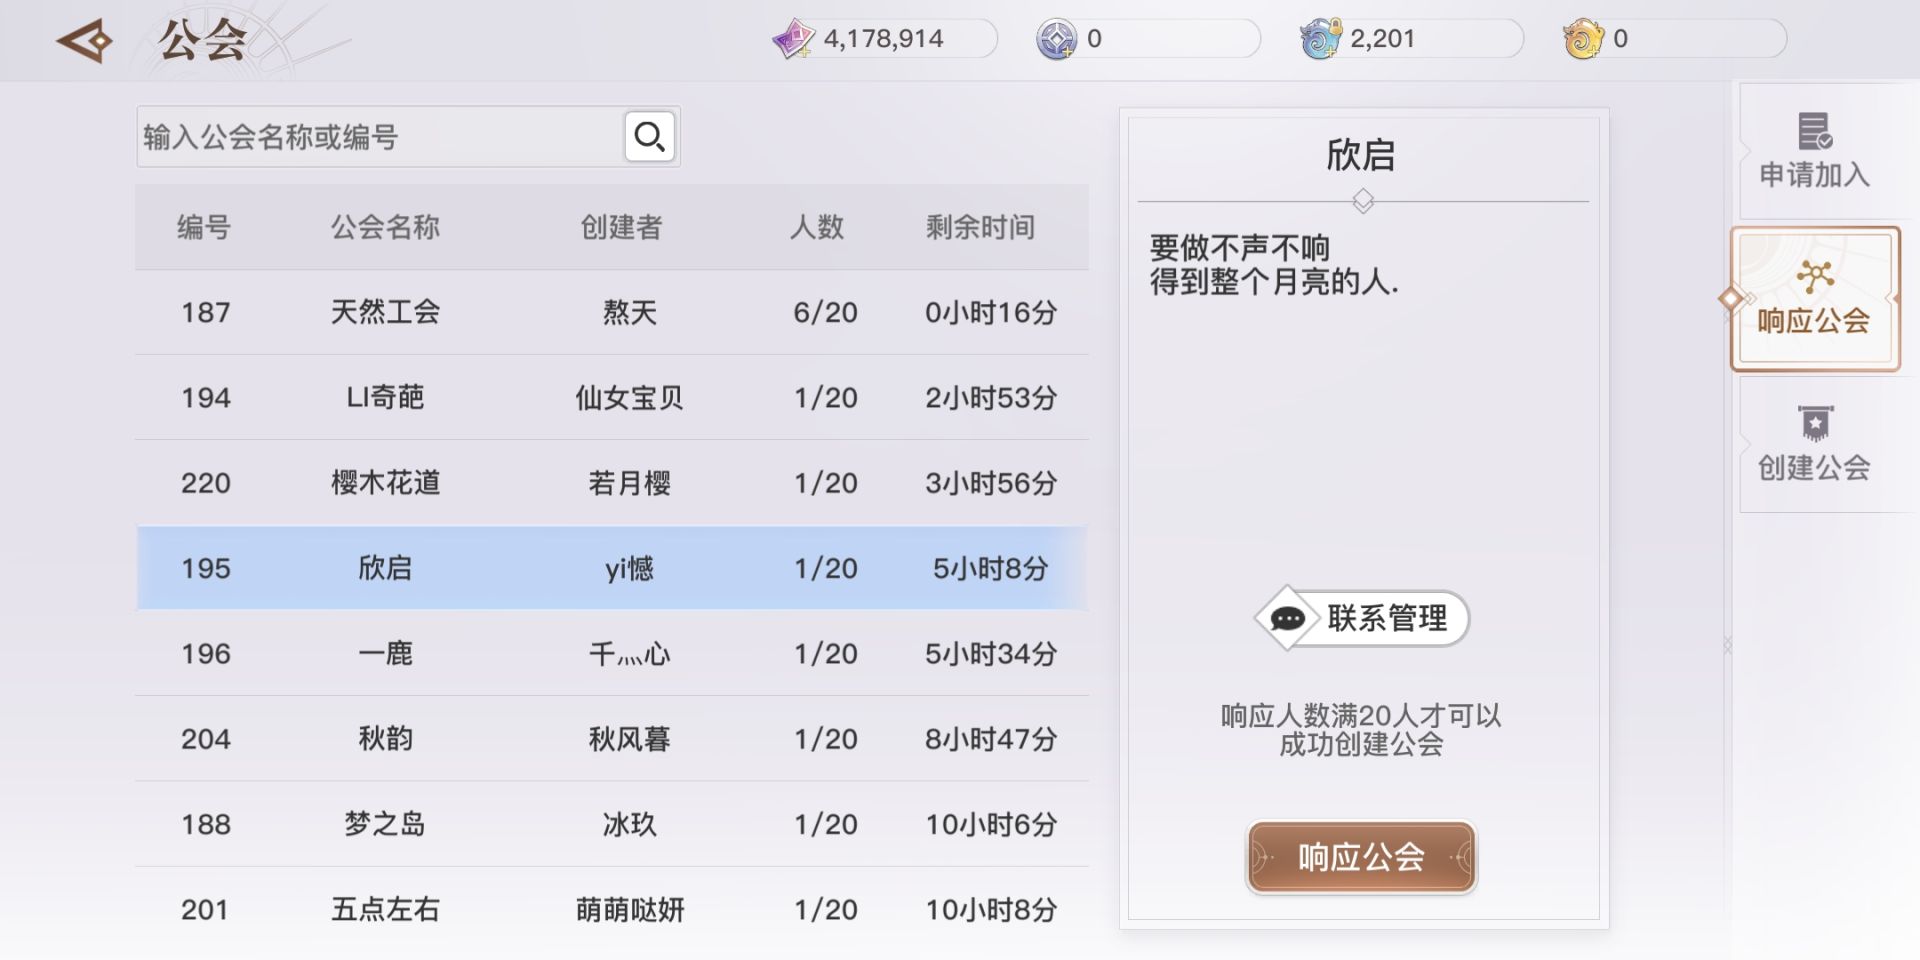 公会
4,178,914
0
2,201
0
输入公会名称或编号
编号 公会名称 创建者 人数 剩余时间
187 天然工会 熬天 6/20 0小时16分
194 LI奇葩 仙女宝贝 1/20 2小时53分
220 樱木花道 若月樱 1/20 3小时56分
195 欣启 yi憾 1/20 5小时8分
196 一鹿 千灬心 1/20 5小时34分
204 秋韵 秋风暮 1/20 8小时47分
188 梦之岛 冰玖 1/20 10小时6分
201 五点左右 萌萌哒妍 1/20 10小时8分
欣启
要做不声不响
得到整个月亮的人.
联系管理
响应人数满20人才可以
成功创建公会
响应公会
申请加入
响应公会
创建公会